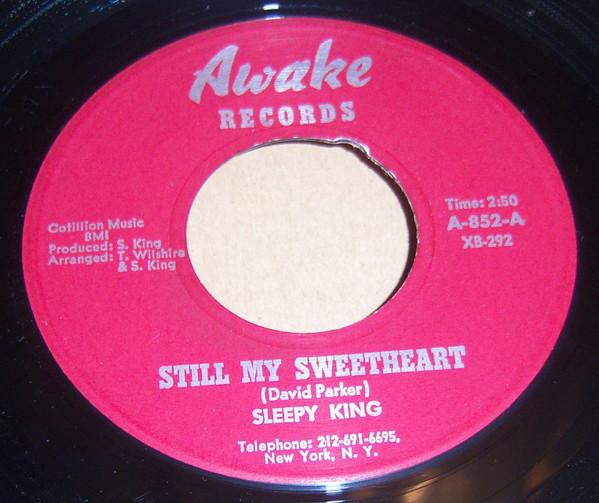 Awake
RECORDS
Cotillion Music
BMI
Produced: S. King
Arranged: T. Wilshire
& S. King
Time: 2:50
A-852-A
XB-292
STILL MY SWEETHEART
(David Parker)
SLEEPY KING
Telephone: 212-691-6695,
New York, N. Y.